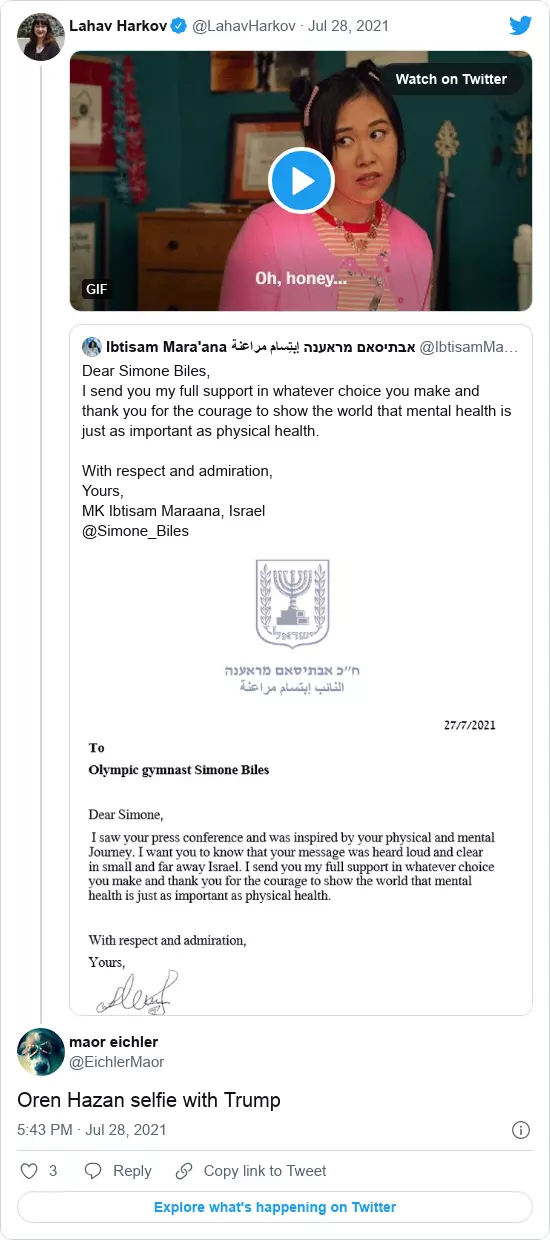 Lahav Harkov @LahavHarkov · Jul 28, 2021
Watch on Twitter
Oh, honey...
GIF
Ibtisam Mara'ana אבתיסאם מראענה إبتِسام مراعنة @IbtisamMa…
Dear Simone Biles,
I send you my full support in whatever choice you make and
thank you for the courage to show the world that mental health is
just as important as physical health.
With respect and admiration,
Yours,
MK Ibtisam Maraana, Israel
@Simone_Biles
ישראל
ח״כ אבתיסאם מראענה
النائب إبتسام مراعنة
27/7/2021
To
Olympic gymnast Simone Biles
Dear Simone,
I saw your press conference and was inspired by your physical and mental
Journey. I want you to know that your message was heard loud and clear
in small and far away Israel. I send you my full support in whatever choice
you make and thank you for the courage to show the world that mental
health is just as important as physical health.
With respect and admiration,
Yours,
maor eichler
@EichlerMaor
Oren Hazan selfie with Trump
5:43 PM · Jul 28, 2021
3 Reply Copy link to Tweet
Explore what's happening on Twitter